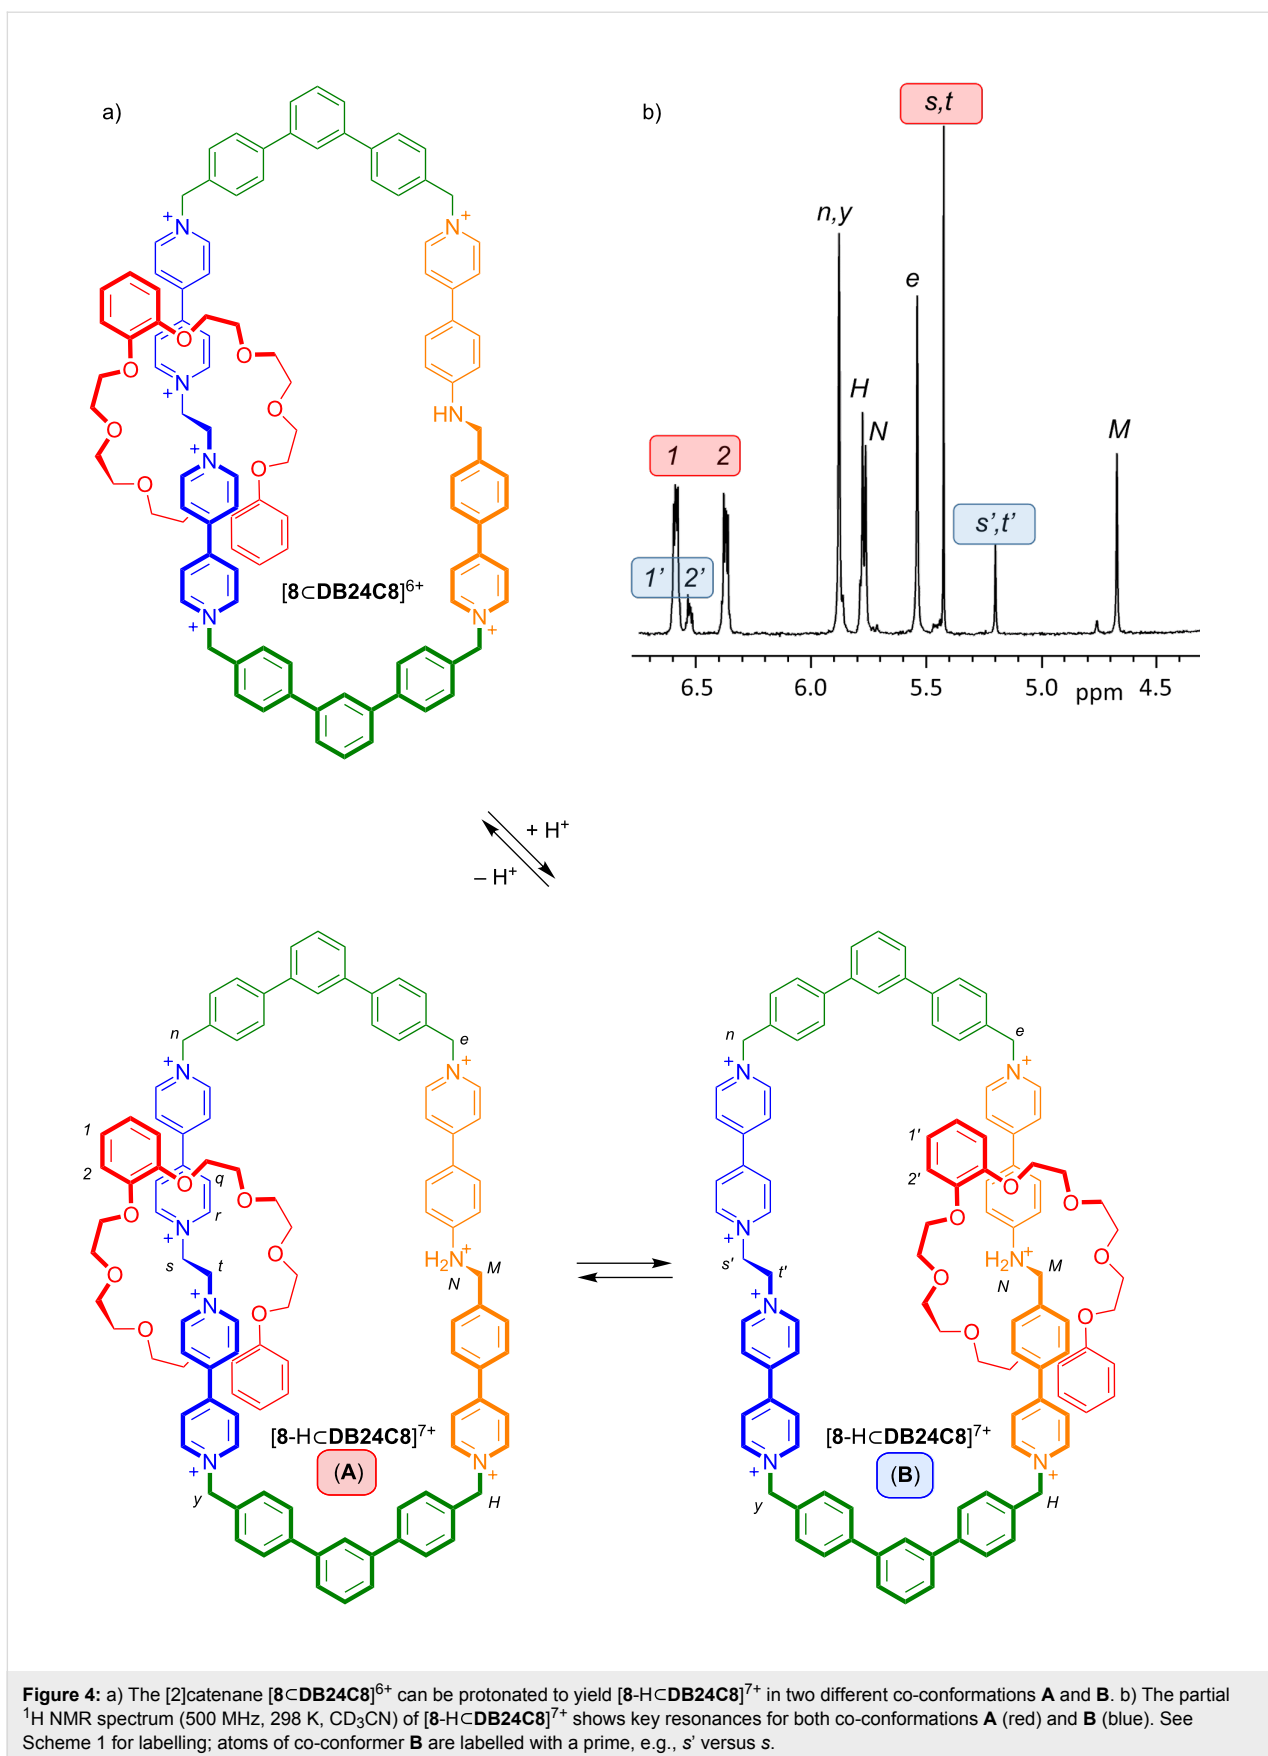 a)
b)
s,t
n,y
e
H
N
M
1 2
s',t'
1' 2'
6.5 6.0 5.5 5.0 ppm 4.5
N+
N+
O
O
O
N+
HN
O
O
N+
O
O
O
[8⊂DB24C8]6+
N+
N+
+ H+
– H+
n
e
N+
N+
1
2
O
q
O
O
r
N+
s
t
O
O
H2N+
N
M
N+
O
O
O
[8-H⊂DB24C8]7+
(A)
N+
N+
y
H
n
e
N+
N+
1'
2'
O
O
O
N+
s'
t'
H2N+
N
M
O
O
N+
O
O
[8-H⊂DB24C8]7+
(B)
N+
N+
y
H
Figure 4: a) The [2]catenane [8⊂DB24C8]6+ can be protonated to yield [8-H⊂DB24C8]7+ in two different co-conformations A and B. b) The partial
1H NMR spectrum (500 MHz, 298 K, CD3CN) of [8-H⊂DB24C8]7+ shows key resonances for both co-conformations A (red) and B (blue). See
Scheme 1 for labelling; atoms of co-conformer B are labelled with a prime, e.g., s' versus s.